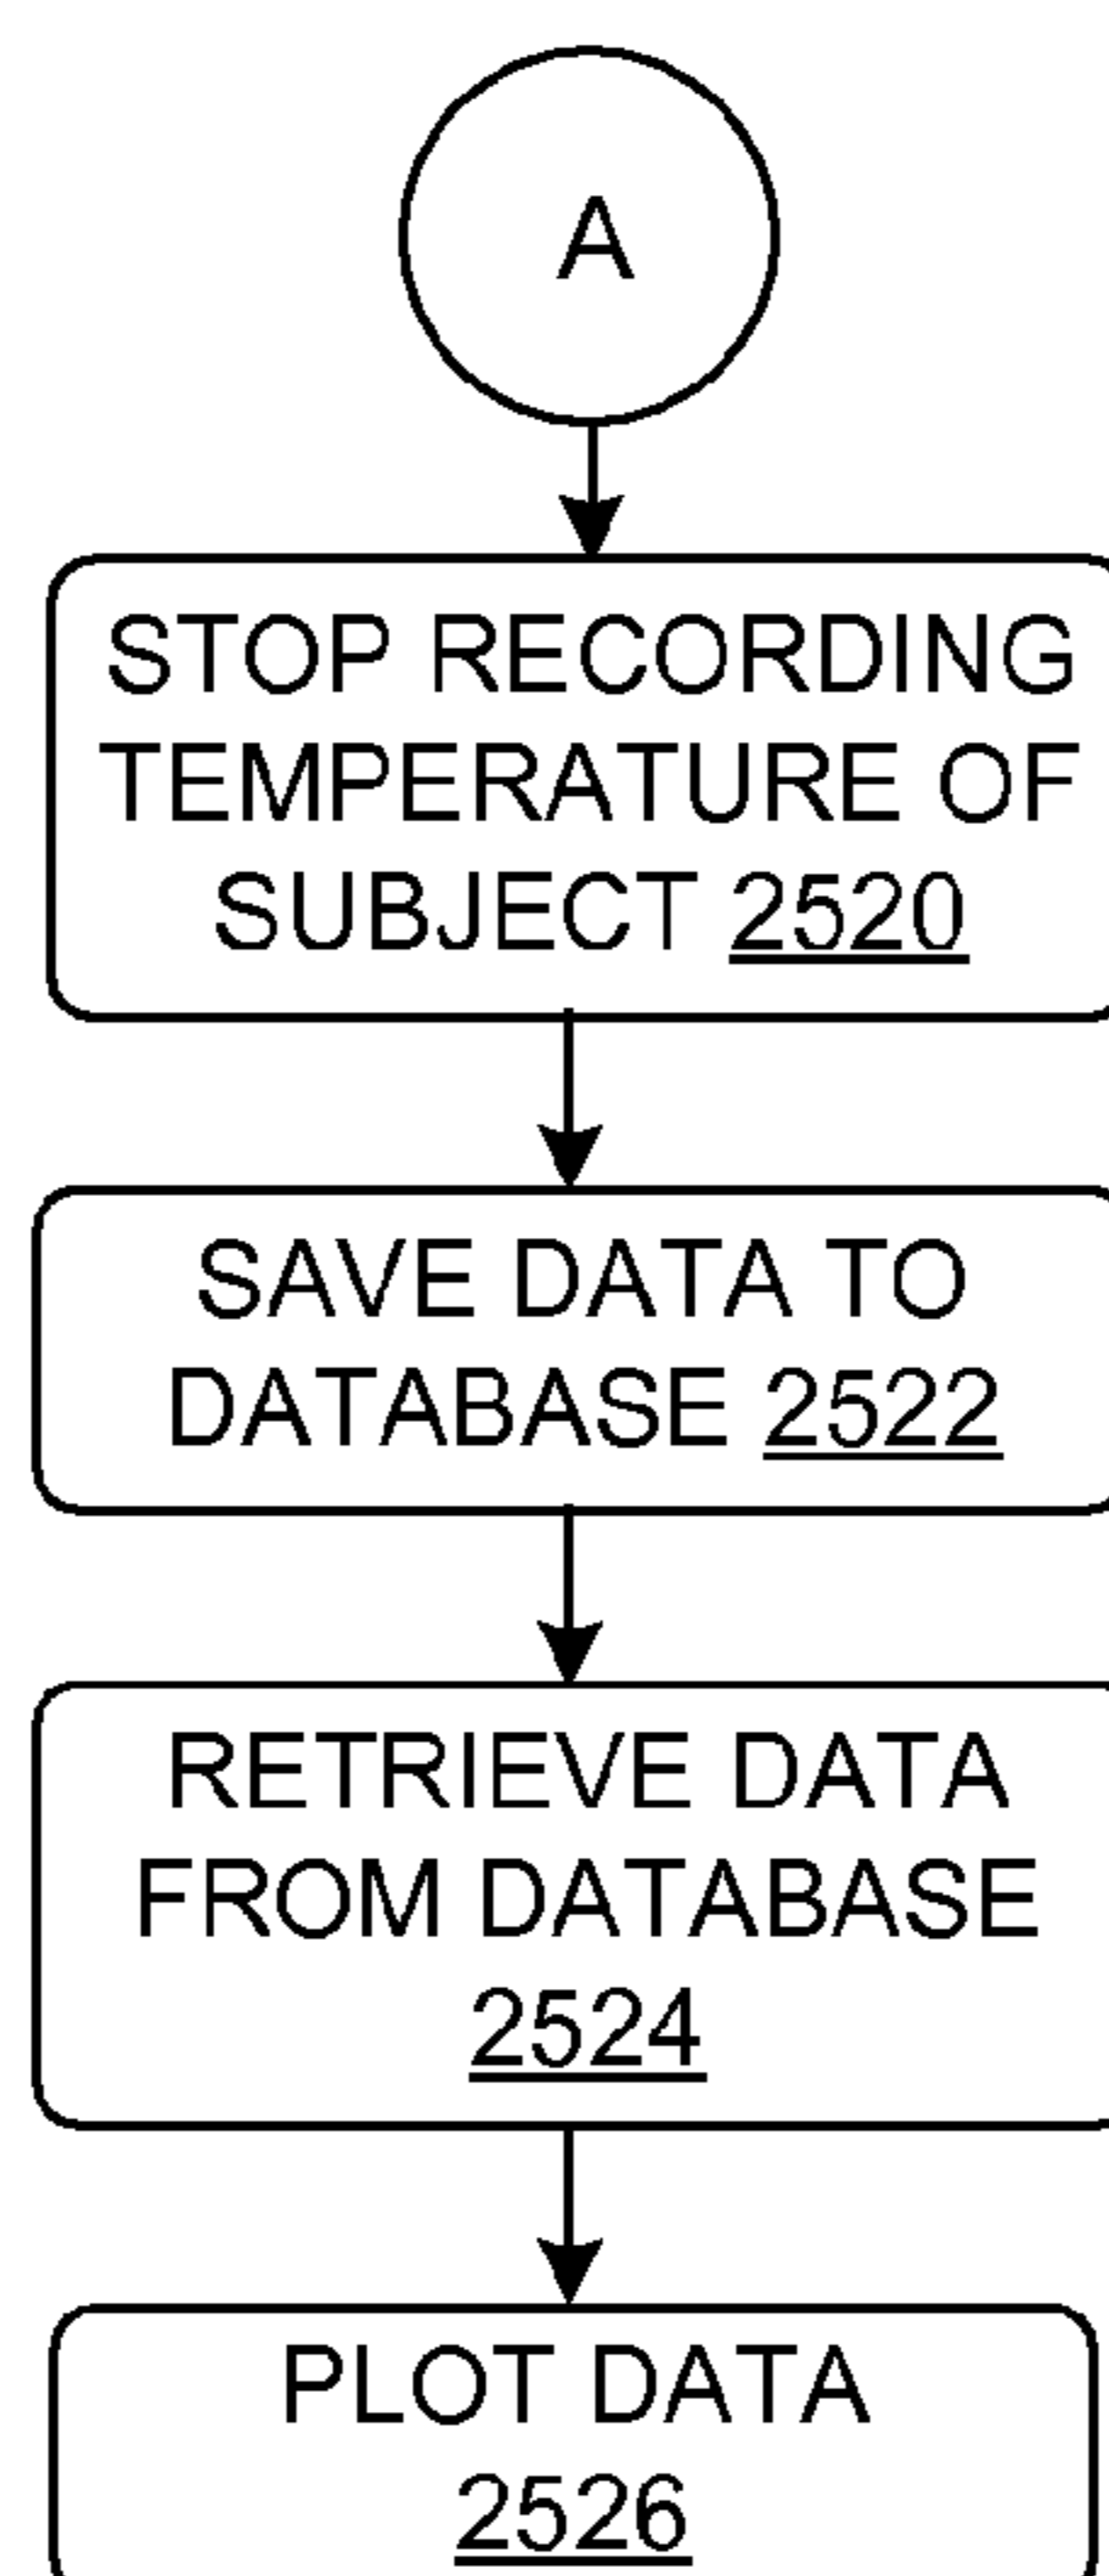 A
STOP RECORDING
TEMPERATURE OF
SUBJECT 2520
SAVE DATA TO
DATABASE 2522
RETRIEVE DATA
FROM DATABASE
2524
PLOT DATA
2526